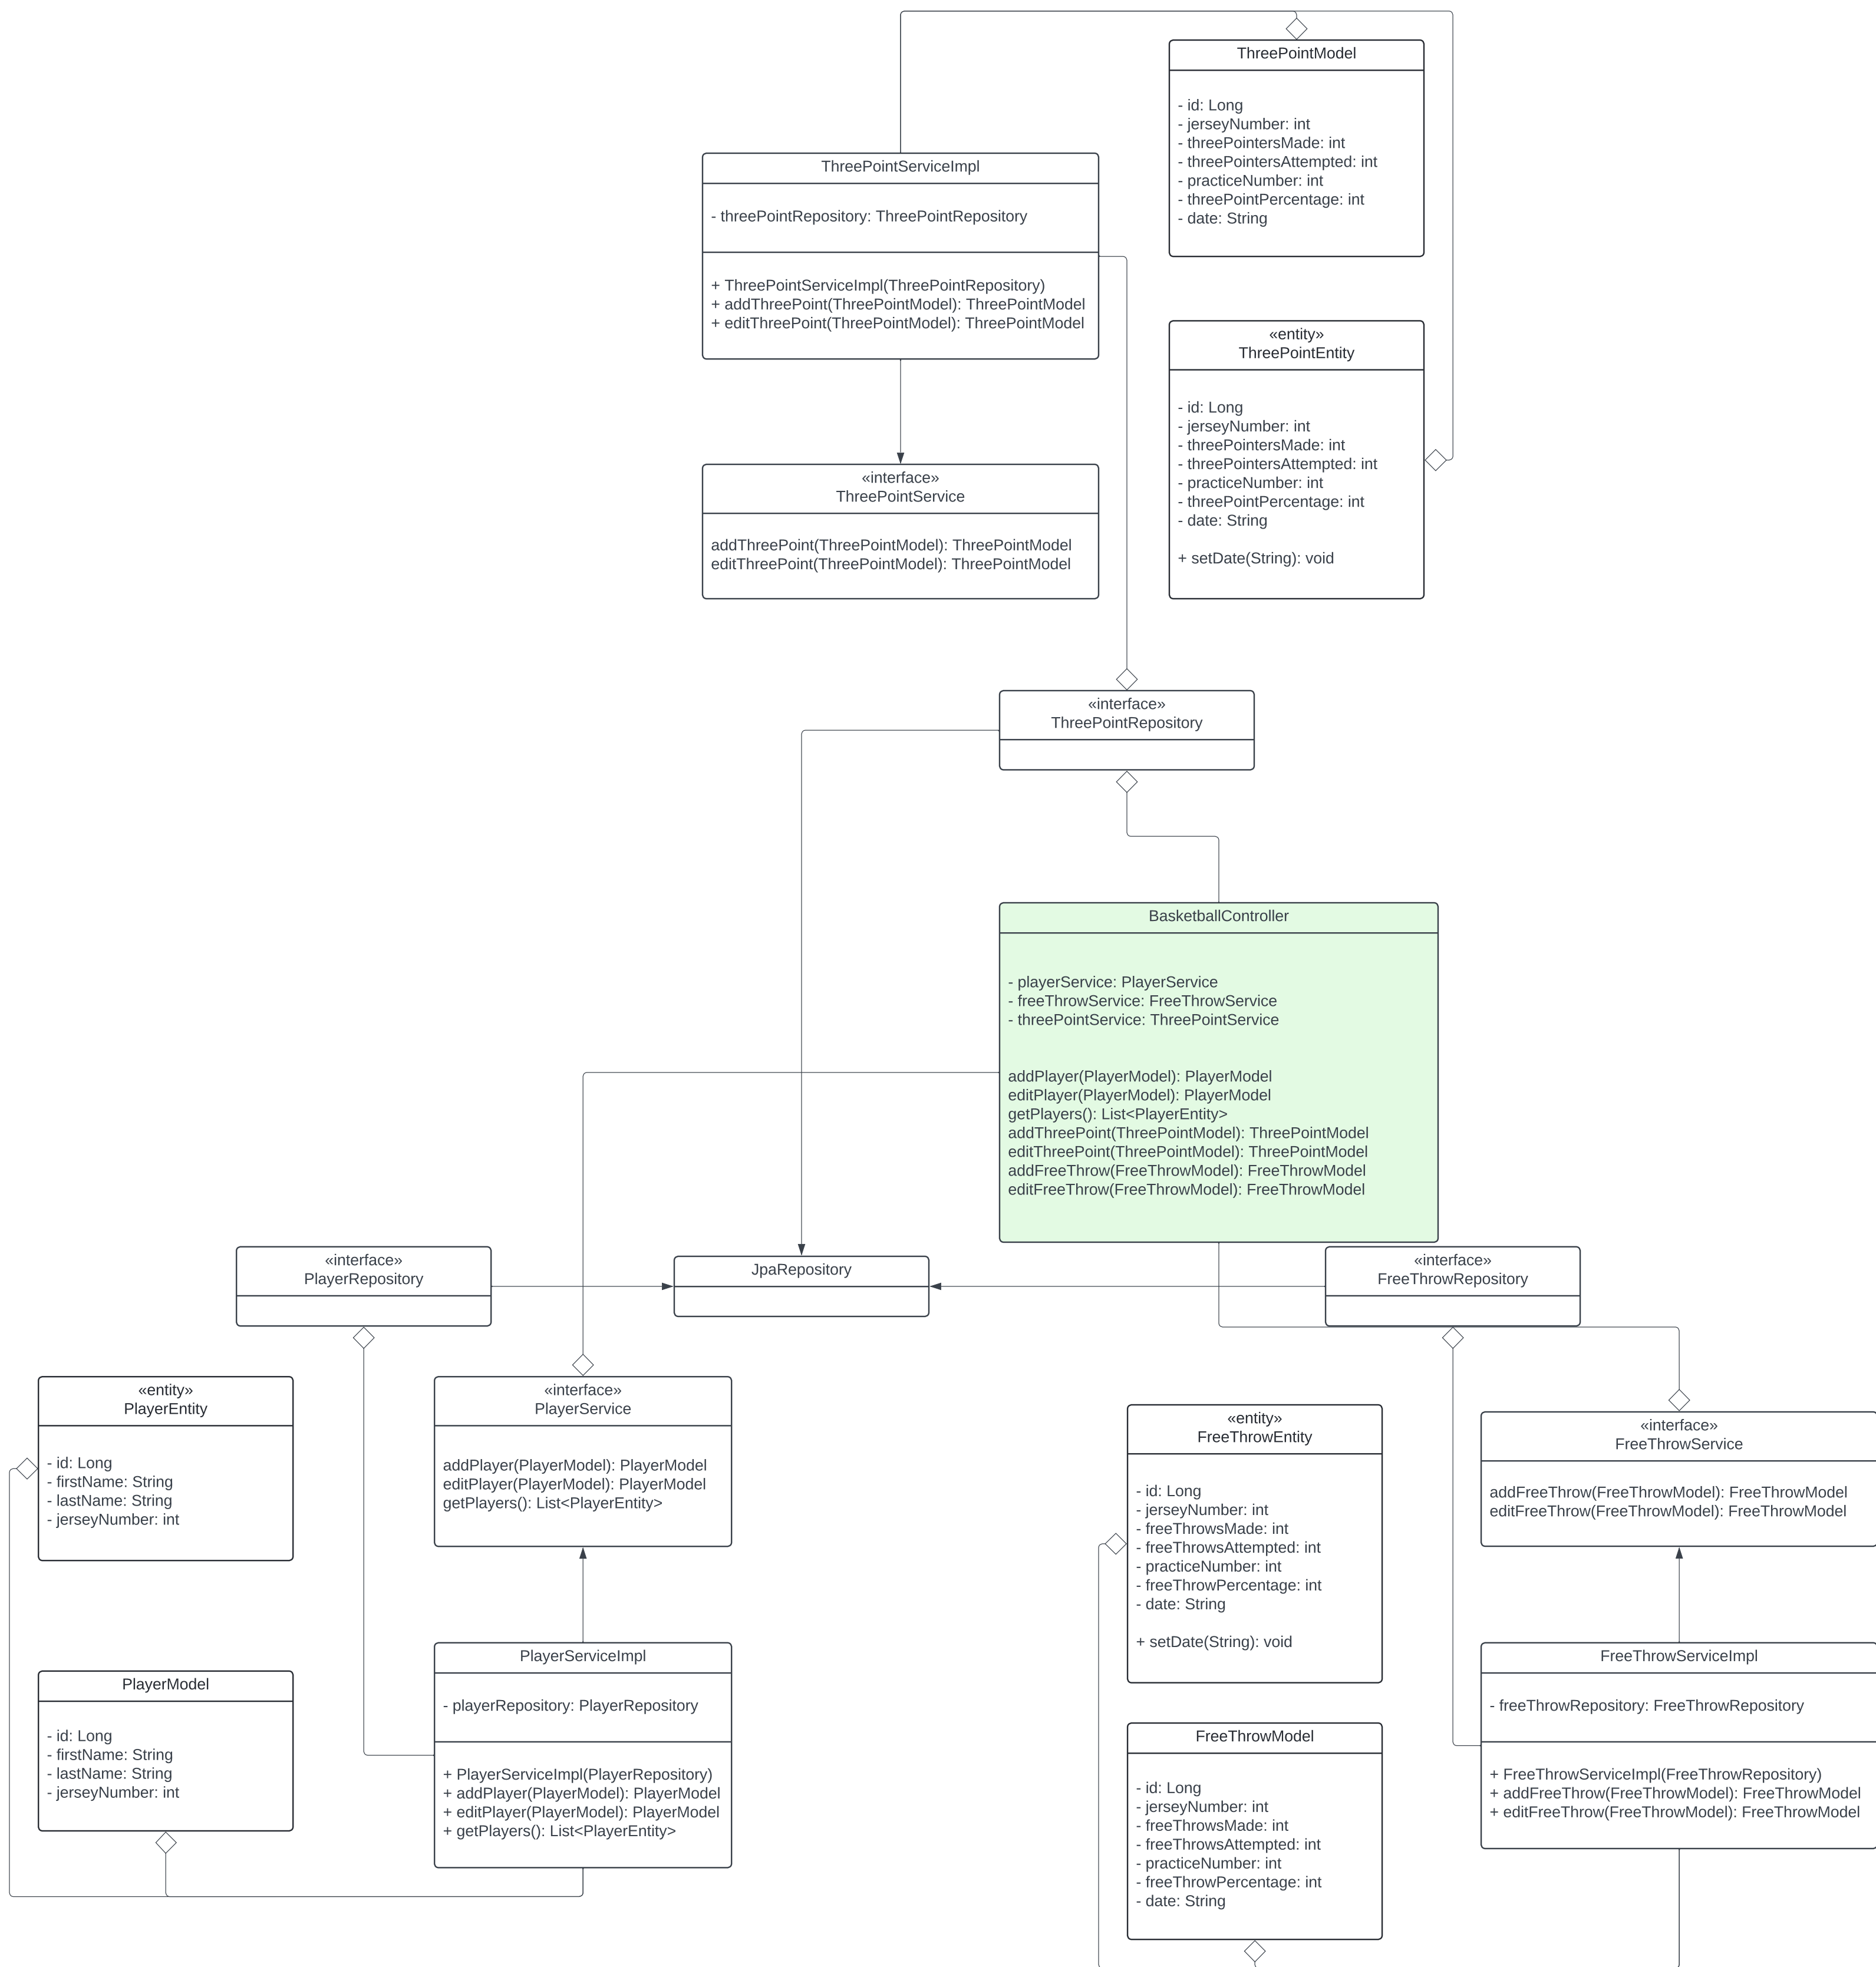 ThreePointModel
- id: Long
- jerseyNumber: int
- threePointersMade: int
- threePointersAttempted: int
- practiceNumber: int
- threePointPercentage: int
- date: String
ThreePointServiceImpl
- threePointRepository: ThreePointRepository
+ ThreePointServiceImpl(ThreePointRepository)
+ addThreePoint(ThreePointModel): ThreePointModel
+ editThreePoint(ThreePointModel): ThreePointModel
«entity»
ThreePointEntity
- id: Long
- jerseyNumber: int
- threePointersMade: int
- threePointersAttempted: int
- practiceNumber: int
- threePointPercentage: int
- date: String
+ setDate(String): void
«interface»
ThreePointService
addThreePoint(ThreePointModel): ThreePointModel
editThreePoint(ThreePointModel): ThreePointModel
«interface»
ThreePointRepository
BasketballController
- playerService: PlayerService
- freeThrowService: FreeThrowService
- threePointService: ThreePointService
addPlayer(PlayerModel): PlayerModel
editPlayer(PlayerModel): PlayerModel
getPlayers(): List<PlayerEntity>
addThreePoint(ThreePointModel): ThreePointModel
editThreePoint(ThreePointModel): ThreePointModel
addFreeThrow(FreeThrowModel): FreeThrowModel
editFreeThrow(FreeThrowModel): FreeThrowModel
«interface»
PlayerRepository
JpaRepository
«interface»
FreeThrowRepository
«entity»
PlayerEntity
- id: Long
- firstName: String
- lastName: String
- jerseyNumber: int
«interface»
PlayerService
addPlayer(PlayerModel): PlayerModel
editPlayer(PlayerModel): PlayerModel
getPlayers(): List<PlayerEntity>
«entity»
FreeThrowEntity
- id: Long
- jerseyNumber: int
- freeThrowsMade: int
- freeThrowsAttempted: int
- practiceNumber: int
- freeThrowPercentage: int
- date: String
+ setDate(String): void
«interface»
FreeThrowService
addFreeThrow(FreeThrowModel): FreeThrowModel
editFreeThrow(FreeThrowModel): FreeThrowModel
PlayerModel
- id: Long
- firstName: String
- lastName: String
- jerseyNumber: int
PlayerServiceImpl
- playerRepository: PlayerRepository
+ PlayerServiceImpl(PlayerRepository)
+ addPlayer(PlayerModel): PlayerModel
+ editPlayer(PlayerModel): PlayerModel
+ getPlayers(): List<PlayerEntity>
FreeThrowModel
- id: Long
- jerseyNumber: int
- freeThrowsMade: int
- freeThrowsAttempted: int
- practiceNumber: int
- freeThrowPercentage: int
- date: String
FreeThrowServiceImpl
- freeThrowRepository: FreeThrowRepository
+ FreeThrowServiceImpl(FreeThrowRepository)
+ addFreeThrow(FreeThrowModel): FreeThrowModel
+ editFreeThrow(FreeThrowModel): FreeThrowModel